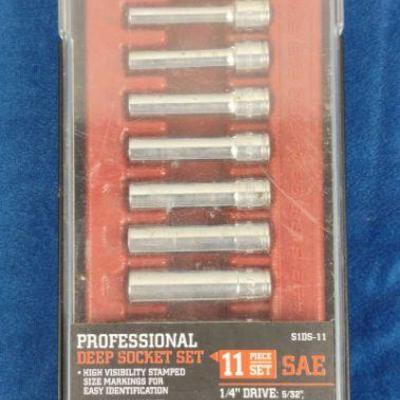 PROFESSIONAL
DEEP SOCKET SET
• HIGH VISIBILITY STAMPED
SIZE MARKINGS FOR
EASY IDENTIFICATION
S1DS-11
11 PIECE SET SAE
1/4" DRIVE: 5/32",